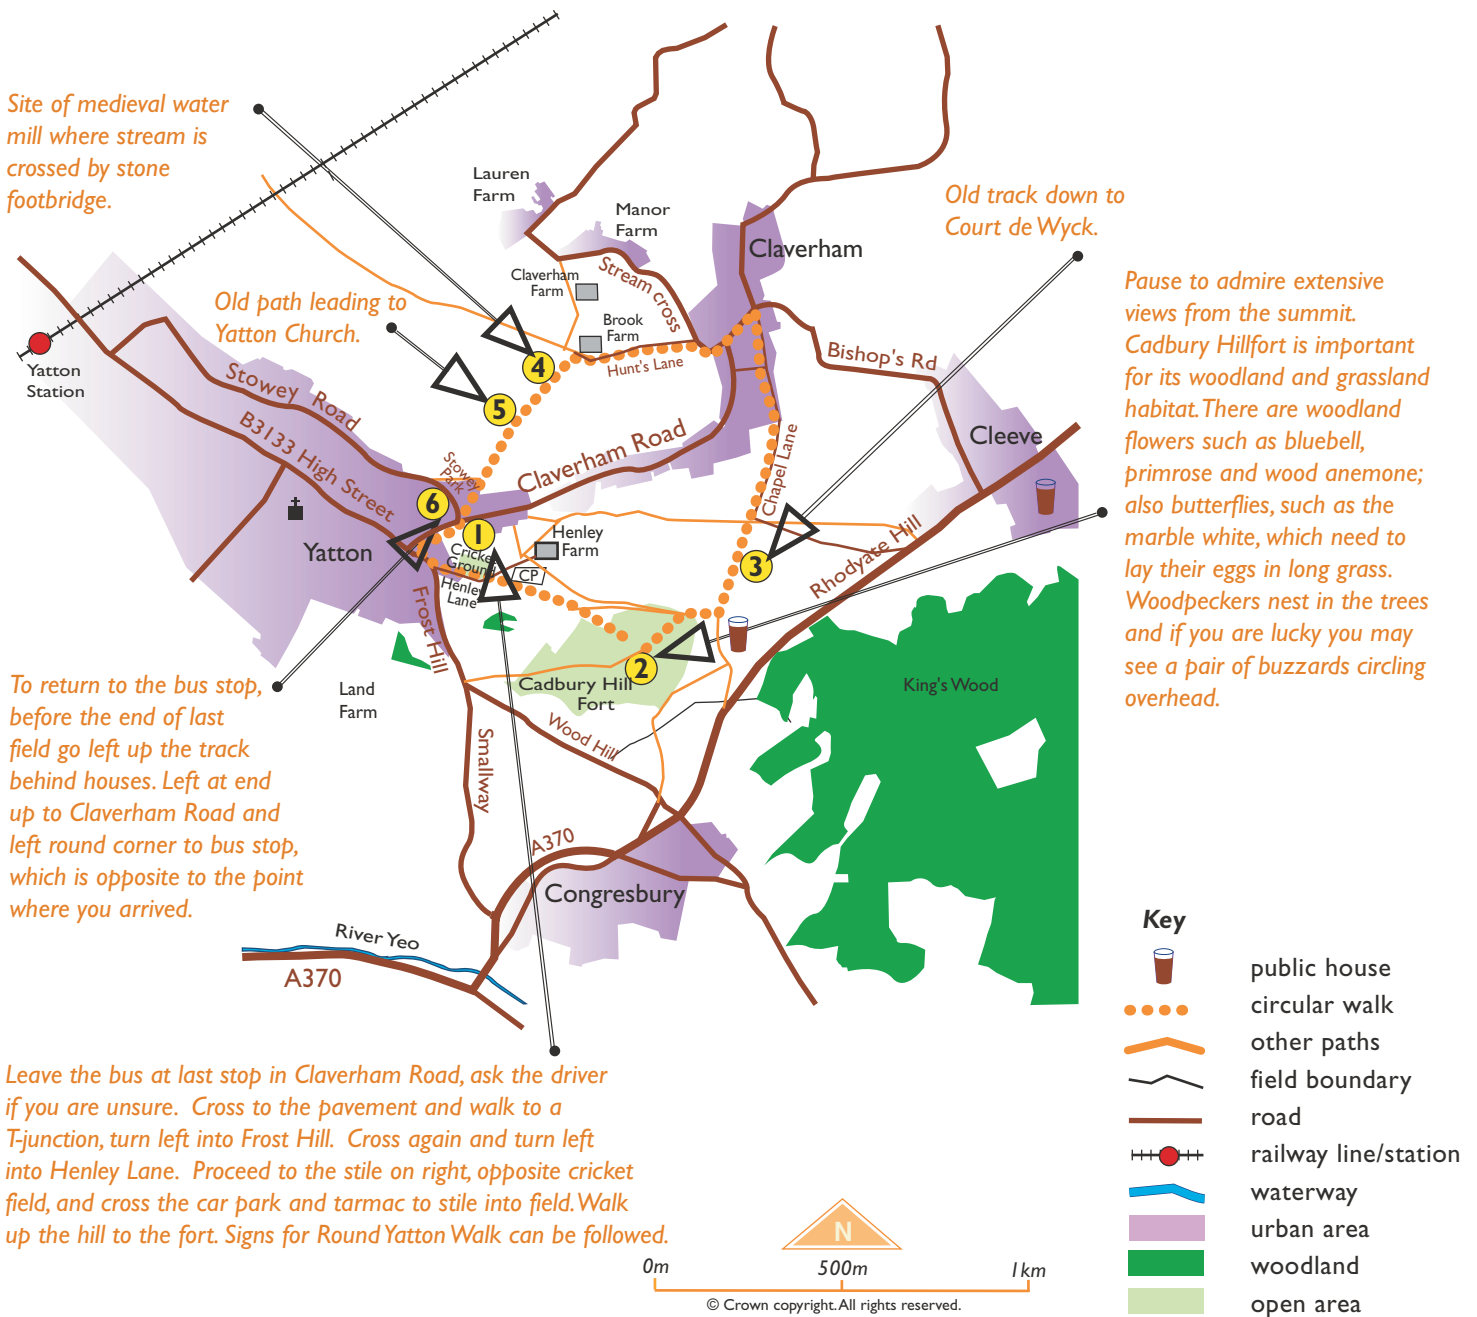 Site of medieval water
mill where stream is
crossed by stone
footbridge.
Old path leading to
Yatton Church.
Old track down to
Court de Wyck.
Pause to admire extensive
views from the summit.
Cadbury Hillfort is important
for its woodland and grassland
habitat. There are woodland
flowers such as bluebell,
primrose and wood anemone;
also butterflies, such as the
marble white, which need to
lay their eggs in long grass.
Woodpeckers nest in the trees
and if you are lucky you may
see a pair of buzzards circling
overhead.
Lauren
Farm
Manor
Farm
Claverham
Claverham
Farm
Stream cross
Brook
Farm
Hunt's Lane
Bishop's Rd
Yatton
Station
Stowey Road
B3133 High Street
Stowey
Park
Claverham Road
Chapel Lane
Cleeve
4
5
6
1
3
2
Yatton
Cricket
Ground
Henley
Farm
CP
Henley
Lane
Frost Hill
Rhodyate Hill
Land
Farm
Cadbury Hill
Fort
King's Wood
Wood Hill
Smallway
A370
Congresbury
River Yeo
A370
To return to the bus stop,
before the end of last
field go left up the track
behind houses. Left at end
up to Claverham Road and
left round corner to bus stop,
which is opposite to the point
where you arrived.
Leave the bus at last stop in Claverham Road, ask the driver
if you are unsure. Cross to the pavement and walk to a
T-junction, turn left into Frost Hill. Cross again and turn left
into Henley Lane. Proceed to the stile on right, opposite cricket
field, and cross the car park and tarmac to stile into field. Walk
up the hill to the fort. Signs for Round Yatton Walk can be followed.
N
0m 500m 1km
© Crown copyright. All rights reserved.
Key
public house
circular walk
other paths
field boundary
road
railway line/station
waterway
urban area
woodland
open area